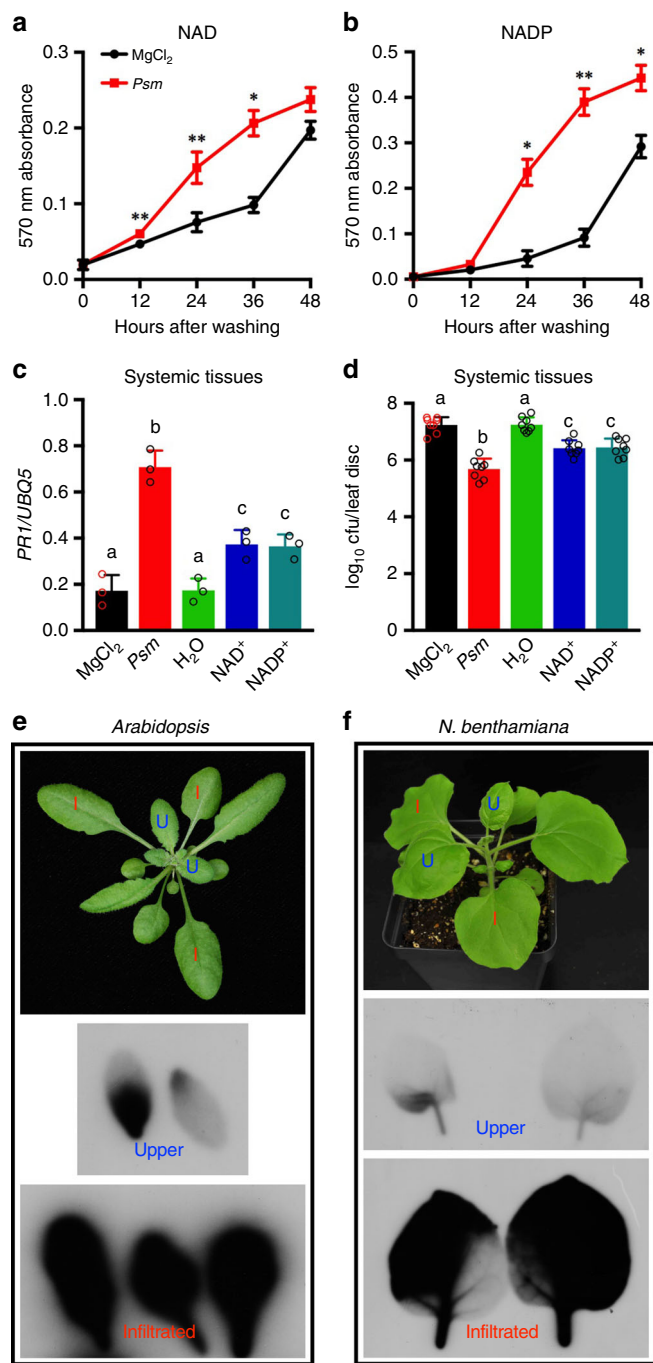 a
NAD
MgCl₂
Psm
570 nm absorbance
0.3
0.2
0.1
0.0
**
**
*
0
12
24
36
48
Hours after washing
b
NADP
570 nm absorbance
0.5
0.4
0.3
0.2
0.1
0.0
*
**
*
0
12
24
36
48
Hours after washing
c
Systemic tissues
PR1/UBQ5
1.0
0.8
0.6
0.4
0.2
0.0
a
b
a
c
c
MgCl₂
Psm
H₂O
NAD⁺
NADP⁺
d
Systemic tissues
log₁₀ cfu/leaf disc
8
6
4
2
0
a
b
a
c
c
MgCl₂
Psm
H₂O
NAD⁺
NADP⁺
e
Arabidopsis
I
I
U
U
I
Upper
Infiltrated
f
N. benthamiana
I
U
U
I
Upper
Infiltrated